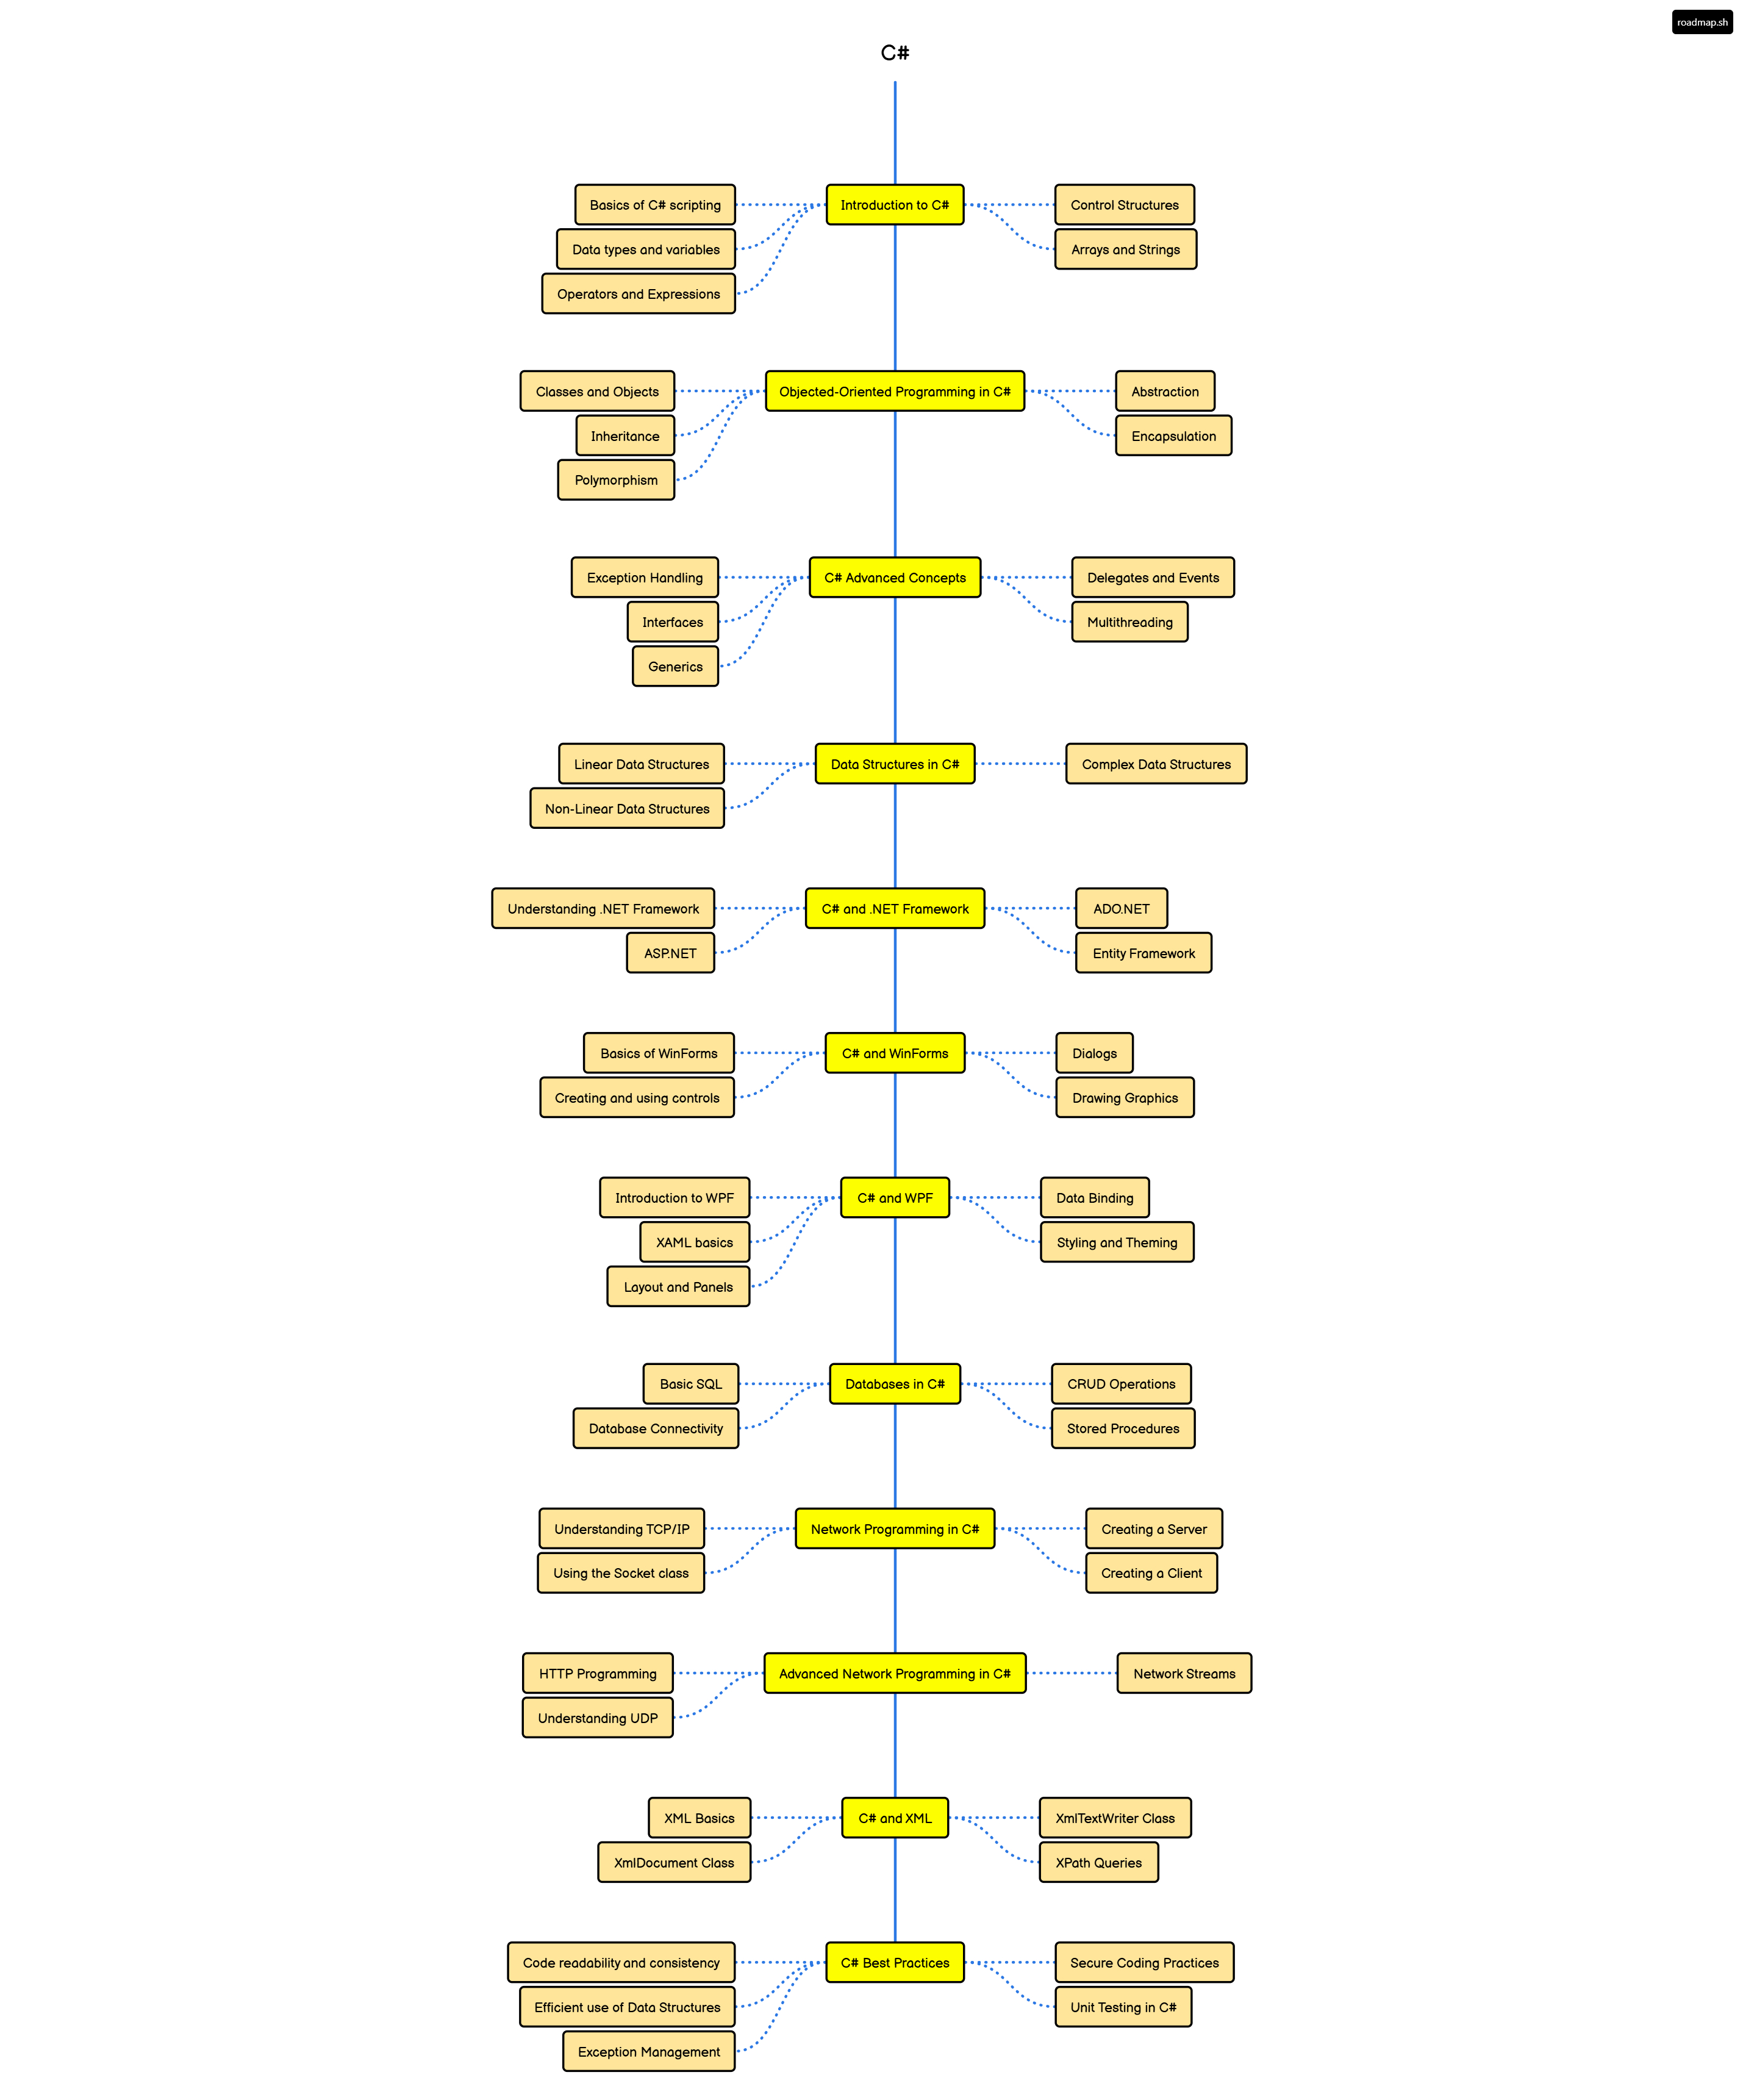 roadmap.sh
C#
Introduction to C#
Basics of C# scripting
Data types and variables
Operators and Expressions
Control Structures
Arrays and Strings
Objected-Oriented Programming in C#
Classes and Objects
Inheritance
Polymorphism
Abstraction
Encapsulation
C# Advanced Concepts
Exception Handling
Interfaces
Generics
Delegates and Events
Multithreading
Data Structures in C#
Linear Data Structures
Non-Linear Data Structures
Complex Data Structures
C# and .NET Framework
Understanding .NET Framework
ASP.NET
ADO.NET
Entity Framework
C# and WinForms
Basics of WinForms
Creating and using controls
Dialogs
Drawing Graphics
C# and WPF
Introduction to WPF
XAML basics
Layout and Panels
Data Binding
Styling and Theming
Databases in C#
Basic SQL
Database Connectivity
CRUD Operations
Stored Procedures
Network Programming in C#
Understanding TCP/IP
Using the Socket class
Creating a Server
Creating a Client
Advanced Network Programming in C#
HTTP Programming
Understanding UDP
Network Streams
C# and XML
XML Basics
XmlDocument Class
XmlTextWriter Class
XPath Queries
C# Best Practices
Code readability and consistency
Efficient use of Data Structures
Exception Management
Secure Coding Practices
Unit Testing in C#